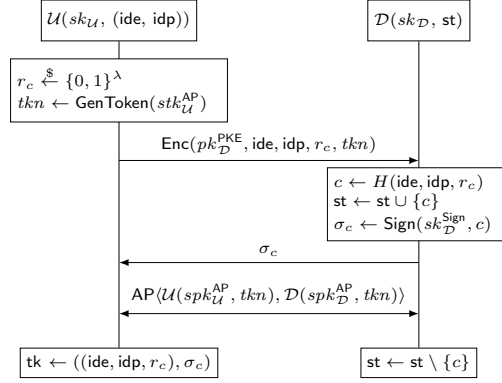 𝒰(sk_𝒰, (ide, idp))
𝒟(sk_𝒟, st)
r_c ←$ {0, 1}^λ
tkn ← GenToken(stk_𝒰^AP)
Enc(pk_𝒟^PKE, ide, idp, r_c, tkn)
c ← H(ide, idp, r_c)
st ← st ∪ {c}
σ_c ← Sign(sk_𝒟^Sign, c)
σ_c
AP⟨𝒰(spk_𝒰^AP, tkn), 𝒟(spk_𝒟^AP, tkn)⟩
tk ← ((ide, idp, r_c), σ_c)
st ← st \ {c}